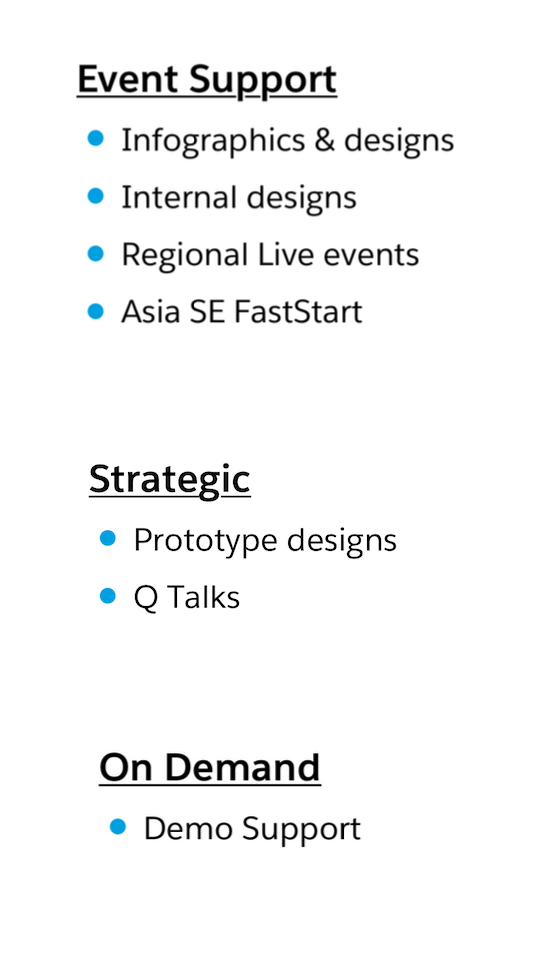 Event Support
Infographics & designs
Internal designs
Regional Live events
Asia SE FastStart
Strategic
Prototype designs
Q Talks
On Demand
Demo Support